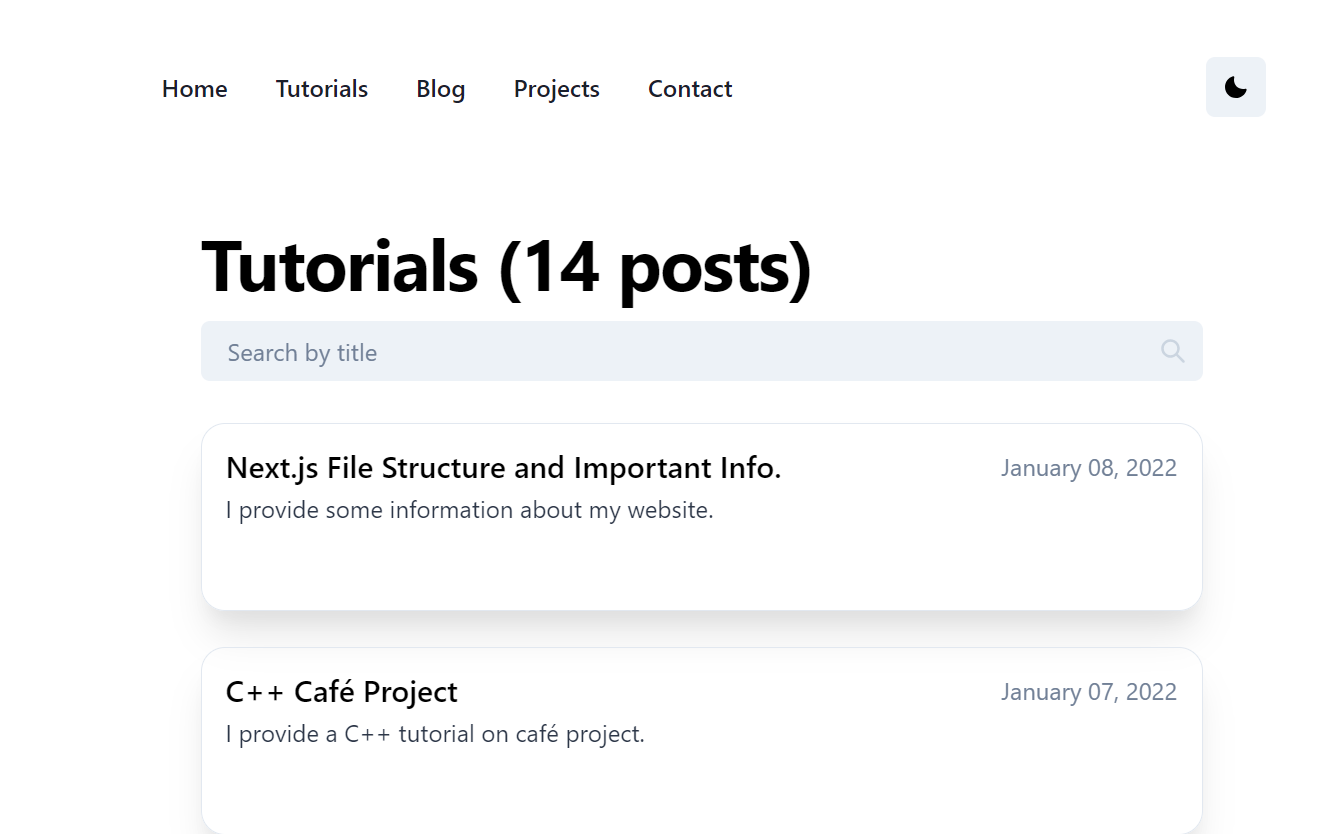 Home Tutorials Blog Projects Contact
Tutorials (14 posts)
Search by title
Next.js File Structure and Important Info. January 08, 2022
I provide some information about my website.
C++ Café Project January 07, 2022
I provide a C++ tutorial on café project.